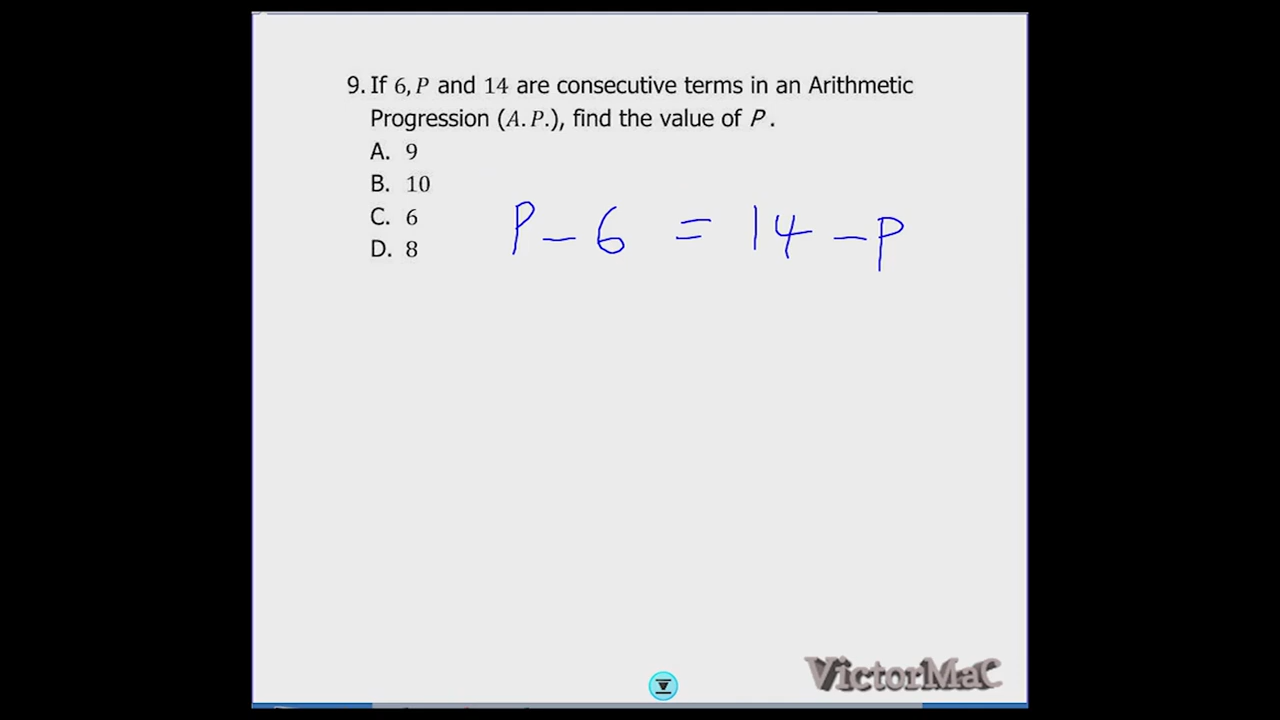 9. If 6, P and 14 are consecutive terms in an Arithmetic
Progression (A. P.), find the value of P .
A. 9
B. 10
C. 6
D. 8
P - 6 = 14 - P
VictorMaC